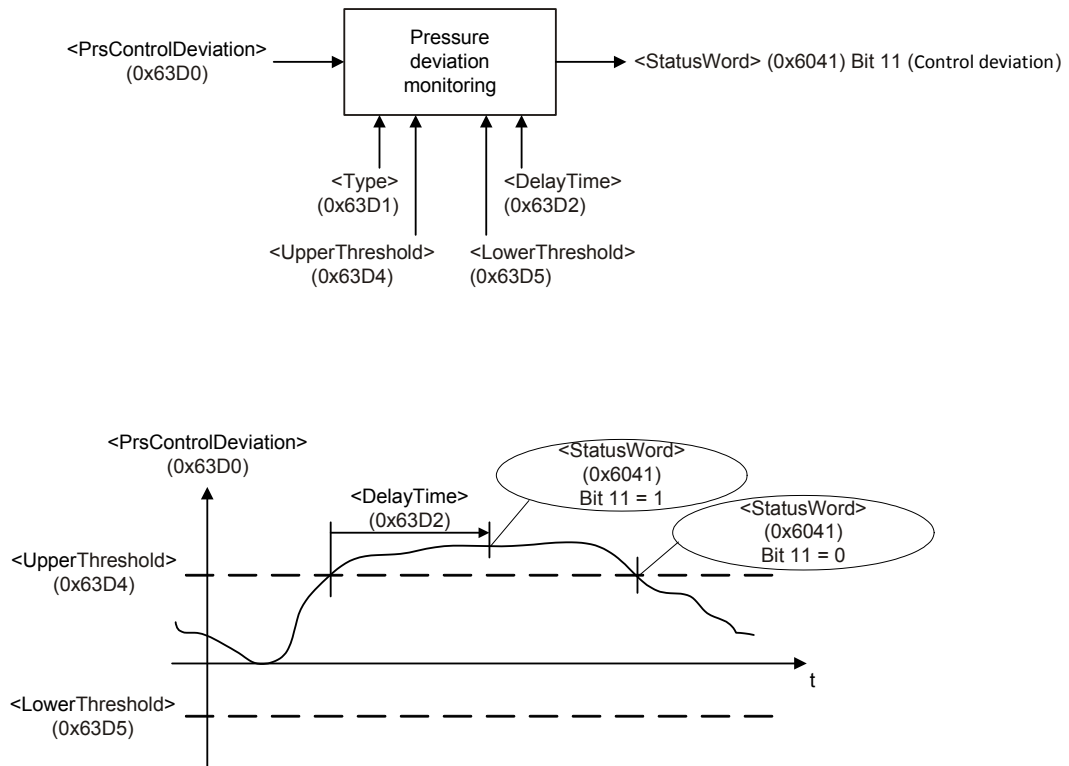 Pressure
deviation
monitoring
<PrsControlDeviation>
(0x63D0)
<StatusWord> (0x6041) Bit 11 (Control deviation)
<Type>
(0x63D1)
<DelayTime>
(0x63D2)
<UpperThreshold>
(0x63D4)
<LowerThreshold>
(0x63D5)
<PrsControlDeviation>
(0x63D0)
<StatusWord>
(0x6041)
Bit 11 = 1
<DelayTime>
(0x63D2)
<StatusWord>
(0x6041)
Bit 11 = 0
<UpperThreshold>
(0x63D4)
t
<LowerThreshold>
(0x63D5)